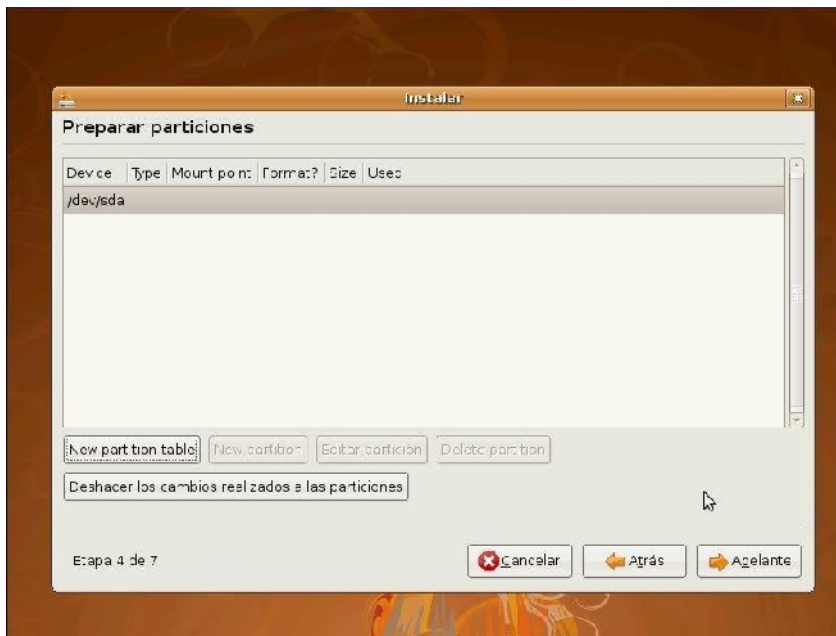 Instalar
Preparar particiones
Device Type Mount point Format? Size Used
/dev/sda
New partition table New partition Editar partición Delete partition
Deshacer los cambios realizados a las particiones
Etapa 4 de 7 Cancelar Atrás Adelante